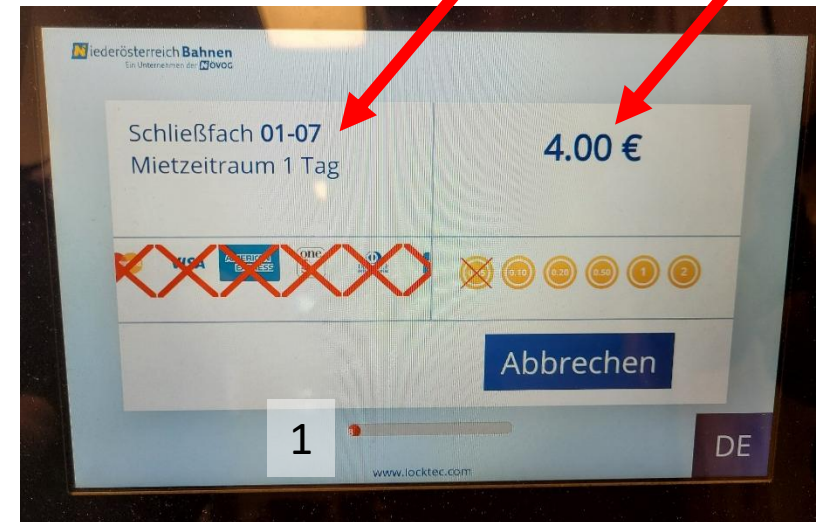 Niederösterreich Bahnen
Ein Unternehmen der NÖVOG
Schließfach 01-07
Mietzeitraum 1 Tag
4.00 €
VISA
AMERICAN EXPRESS
one
0.10 0.20 0.50 1 2
Abbrechen
1
DE
www.locktec.com